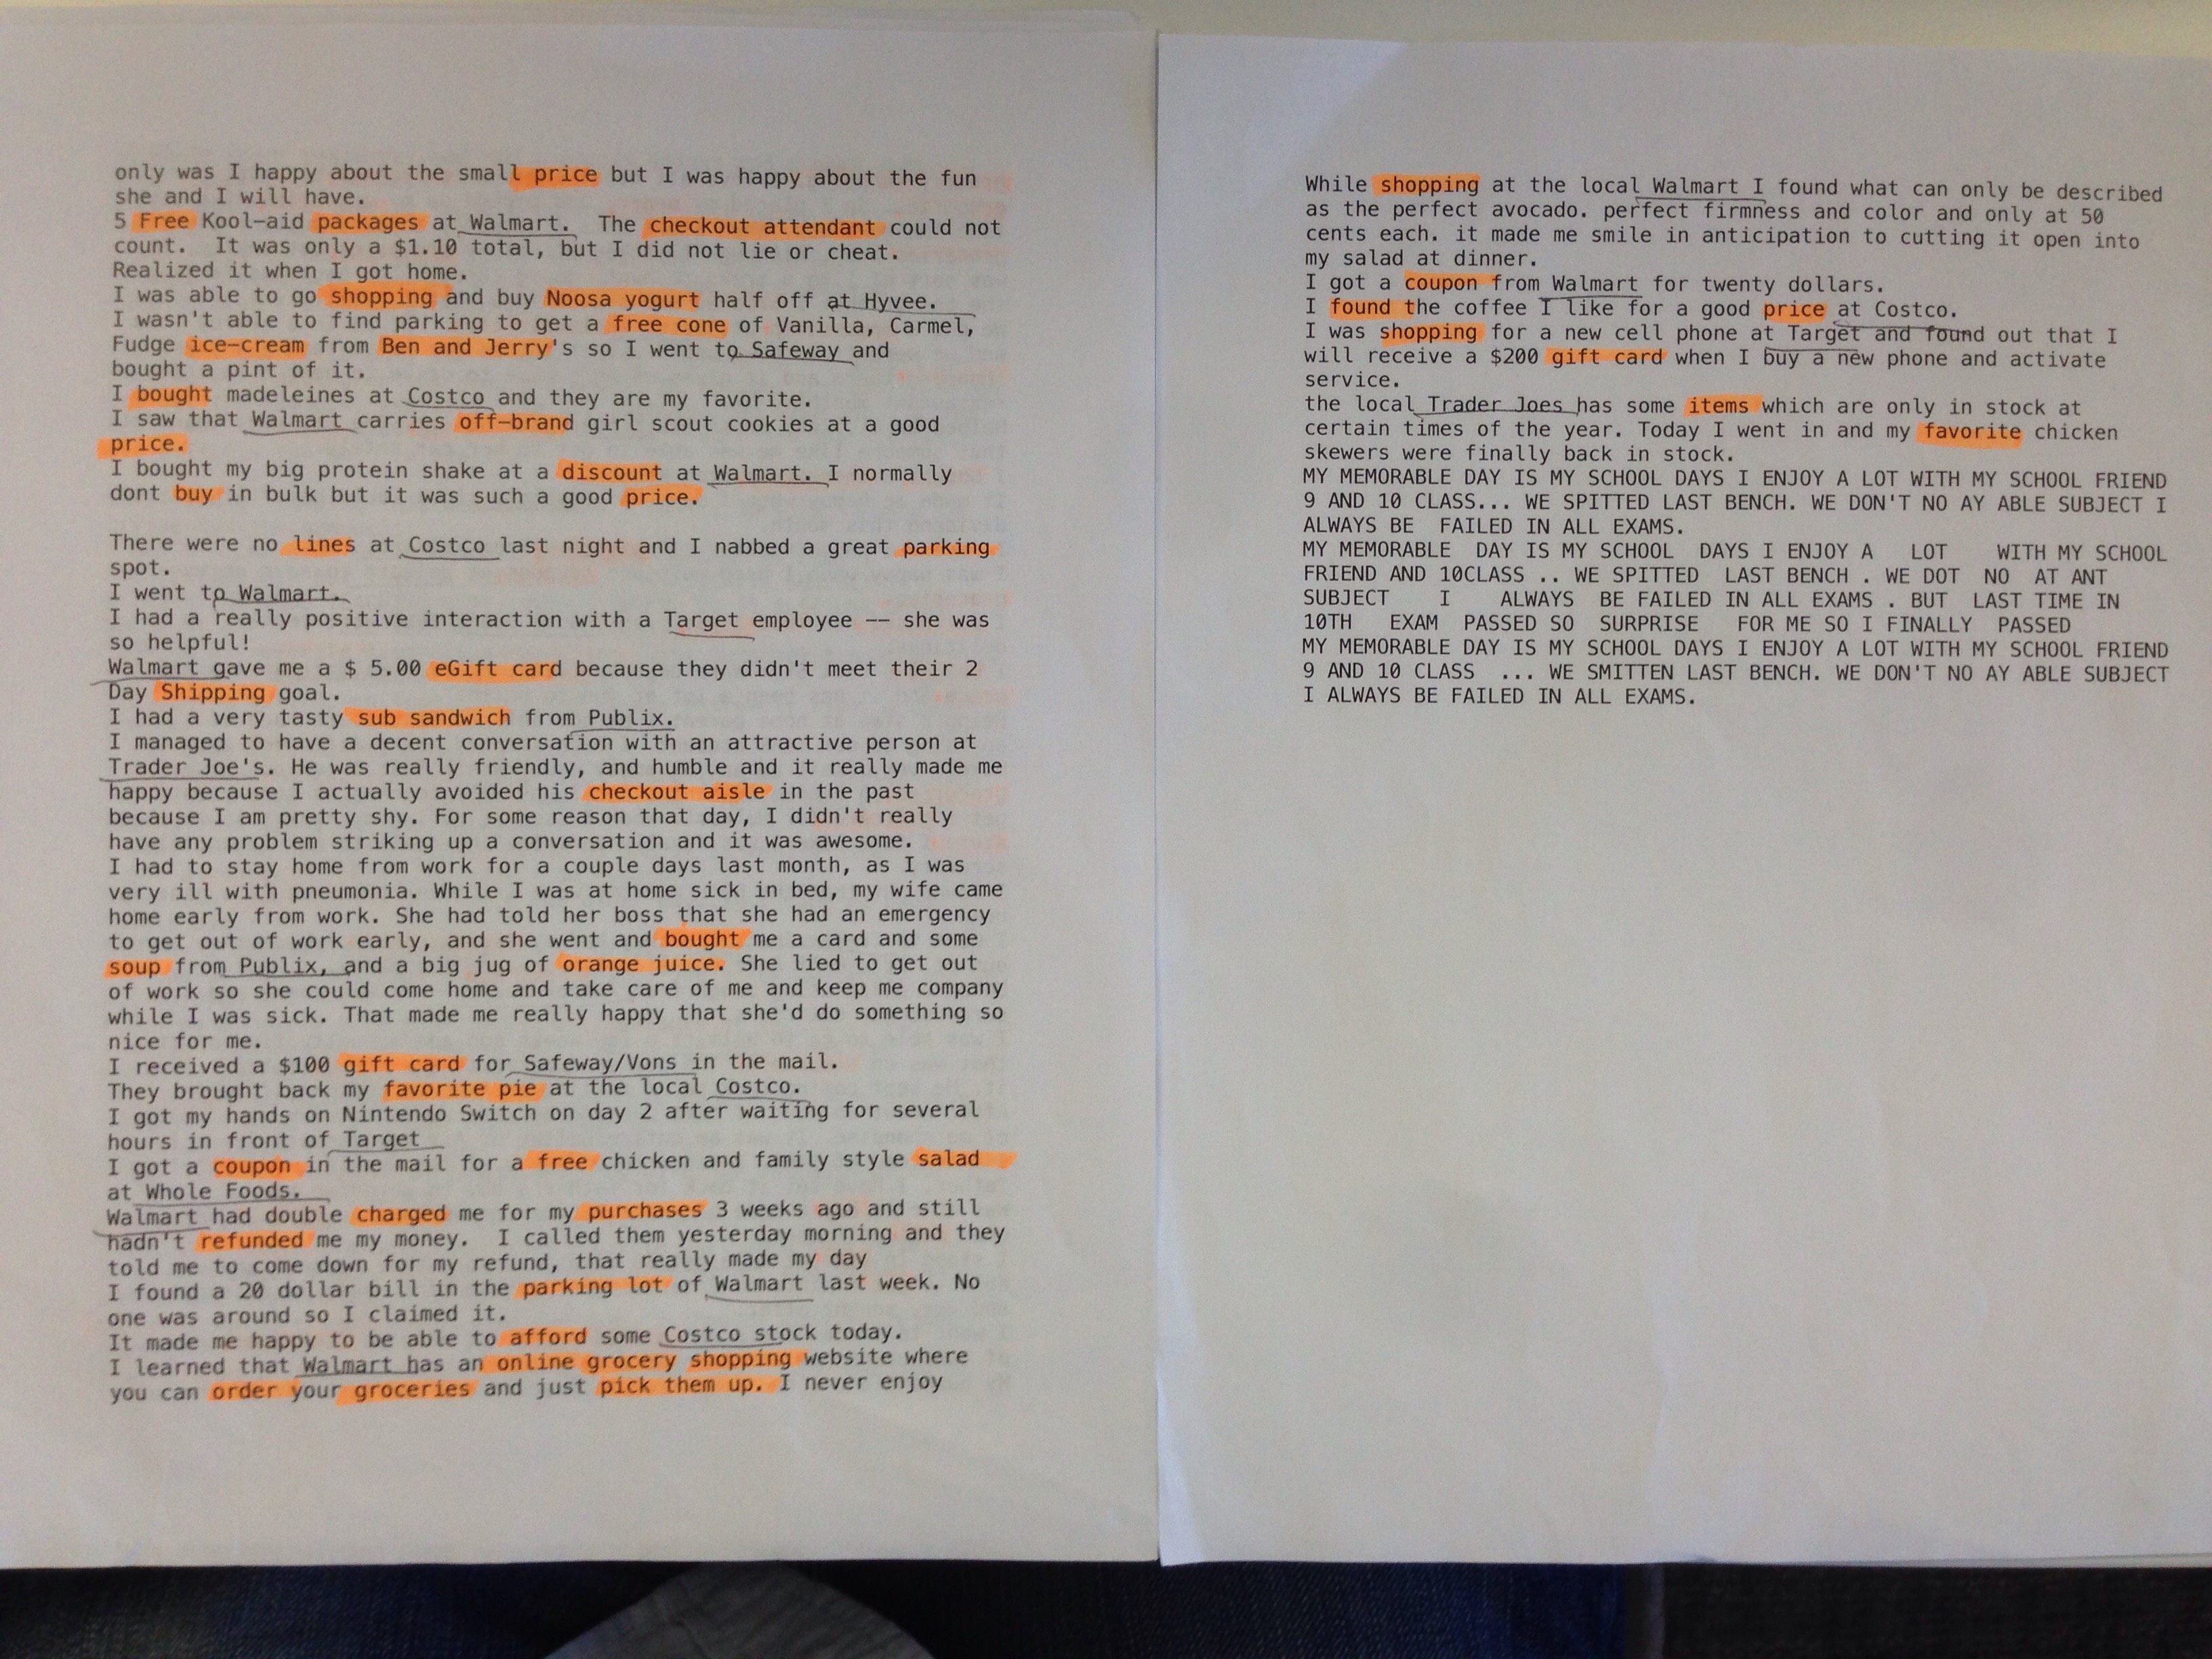 only was I happy about the small price but I was happy about the fun
she and I will have.
5 Free Kool-aid packages at Walmart.  The checkout attendant could not
count.  It was only a $1.10 total, but I did not lie or cheat.
Realized it when I got home.
I was able to go shopping and buy Noosa yogurt half off at Hyvee.
I wasn't able to find parking to get a free cone of Vanilla, Carmel,
Fudge ice-cream from Ben and Jerry's so I went to Safeway and
bought a pint of it.
I bought madeleines at Costco and they are my favorite.
I saw that Walmart carries off-brand girl scout cookies at a good
price.
I bought my big protein shake at a discount at Walmart. I normally
dont buy in bulk but it was such a good price.
There were no lines at Costco last night and I nabbed a great parking
spot.
I went to Walmart.
I had a really positive interaction with a Target employee -- she was
so helpful!
Walmart gave me a $ 5.00 eGift card because they didn't meet their 2
Day Shipping goal.
I had a very tasty sub sandwich from Publix.
I managed to have a decent conversation with an attractive person at
Trader Joe's. He was really friendly, and humble and it really made me
happy because I actually avoided his checkout aisle in the past
because I am pretty shy. For some reason that day, I didn't really
have any problem striking up a conversation and it was awesome.
I had to stay home from work for a couple days last month, as I was
very ill with pneumonia. While I was at home sick in bed, my wife came
home early from work. She had told her boss that she had an emergency
to get out of work early, and she went and bought me a card and some
soup from Publix, and a big jug of orange juice. She lied to get out
of work so she could come home and take care of me and keep me company
while I was sick. That made me really happy that she'd do something so
nice for me.
I received a $100 gift card for Safeway/Vons in the mail.
They brought back my favorite pie at the local Costco.
I got my hands on Nintendo Switch on day 2 after waiting for several
hours in front of Target
I got a coupon in the mail for a free chicken and family style salad
at Whole Foods.
Walmart had double charged me for my purchases 3 weeks ago and still
hadn't refunded me my money.  I called them yesterday morning and they
told me to come down for my refund, that really made my day
I found a 20 dollar bill in the parking lot of Walmart last week. No
one was around so I claimed it.
It made me happy to be able to afford some Costco stock today.
I learned that Walmart has an online grocery shopping website where
you can order your groceries and just pick them up. I never enjoy
While shopping at the local Walmart I found what can only be described
as the perfect avocado. perfect firmness and color and only at 50
cents each. it made me smile in anticipation to cutting it open into
my salad at dinner.
I got a coupon from Walmart for twenty dollars.
I found the coffee I like for a good price at Costco.
I was shopping for a new cell phone at Target and found out that I
will receive a $200 gift card when I buy a new phone and activate
service.
the local Trader Joes has some items which are only in stock at
certain times of the year. Today I went in and my favorite chicken
skewers were finally back in stock.
MY MEMORABLE DAY IS MY SCHOOL DAYS I ENJOY A LOT WITH MY SCHOOL FRIEND
9 AND 10 CLASS... WE SPITTED LAST BENCH. WE DON'T NO AY ABLE SUBJECT I
ALWAYS BE  FAILED IN ALL EXAMS.
MY MEMORABLE  DAY IS MY SCHOOL  DAYS I ENJOY A  LOT   WITH MY SCHOOL
FRIEND AND 10CLASS .. WE SPITTED  LAST BENCH . WE DOT  NO  AT ANT
SUBJECT   I   ALWAYS  BE FAILED IN ALL EXAMS . BUT  LAST TIME IN
10TH   EXAM  PASSED SO  SURPRISE  FOR ME SO I FINALLY  PASSED
MY MEMORABLE DAY IS MY SCHOOL DAYS I ENJOY A LOT WITH MY SCHOOL FRIEND
9 AND 10 CLASS ... WE SMITTEN LAST BENCH. WE DON'T NO AY ABLE SUBJECT
I ALWAYS BE FAILED IN ALL EXAMS.